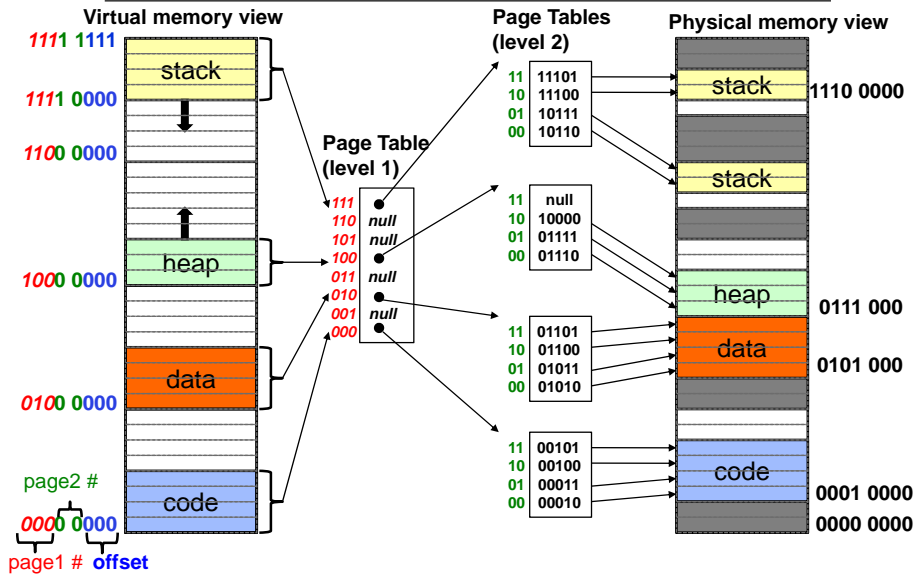 Virtual memory view
1111 1111
stack
1111 0000
1100 0000
heap
1000 0000
data
0100 0000
page2 #
code
0000 0000
page1 # offset
Page Table
(level 1)
111
110 null
101 null
100
011 null
010
001 null
000
Page Tables
(level 2)
11 11101
10 11100
01 10111
00 10110
11 null
10 10000
01 01111
00 01110
11 01101
10 01100
01 01011
00 01010
11 00101
10 00100
01 00011
00 00010
Physical memory view
stack
1110 0000
stack
heap
0111 000
data
0101 000
code
0001 0000
0000 0000